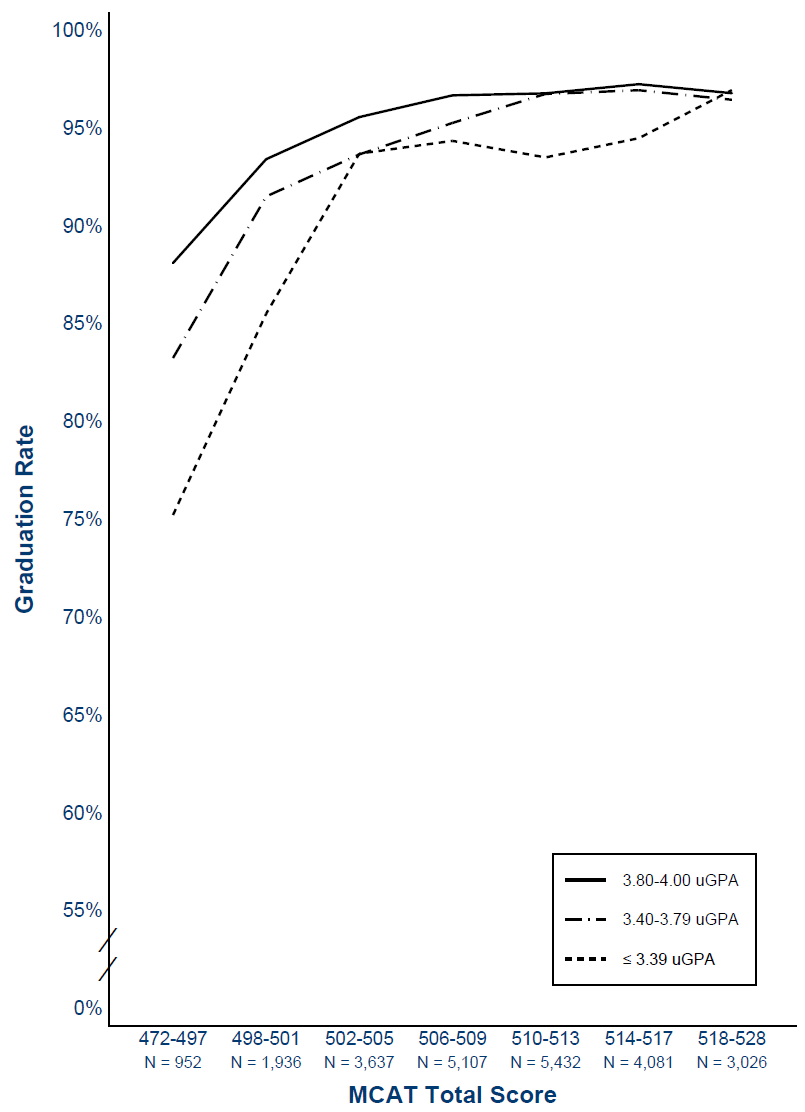 100%
95%
90%
85%
80%
75%
70%
65%
60%
55%
0%
Graduation Rate
3.80-4.00 uGPA
3.40-3.79 uGPA
≤ 3.39 uGPA
472-497 498-501 502-505 506-509 510-513 514-517 518-528
N = 952 N = 1,936 N = 3,637 N = 5,107 N = 5,432 N = 4,081 N = 3,026
MCAT Total Score